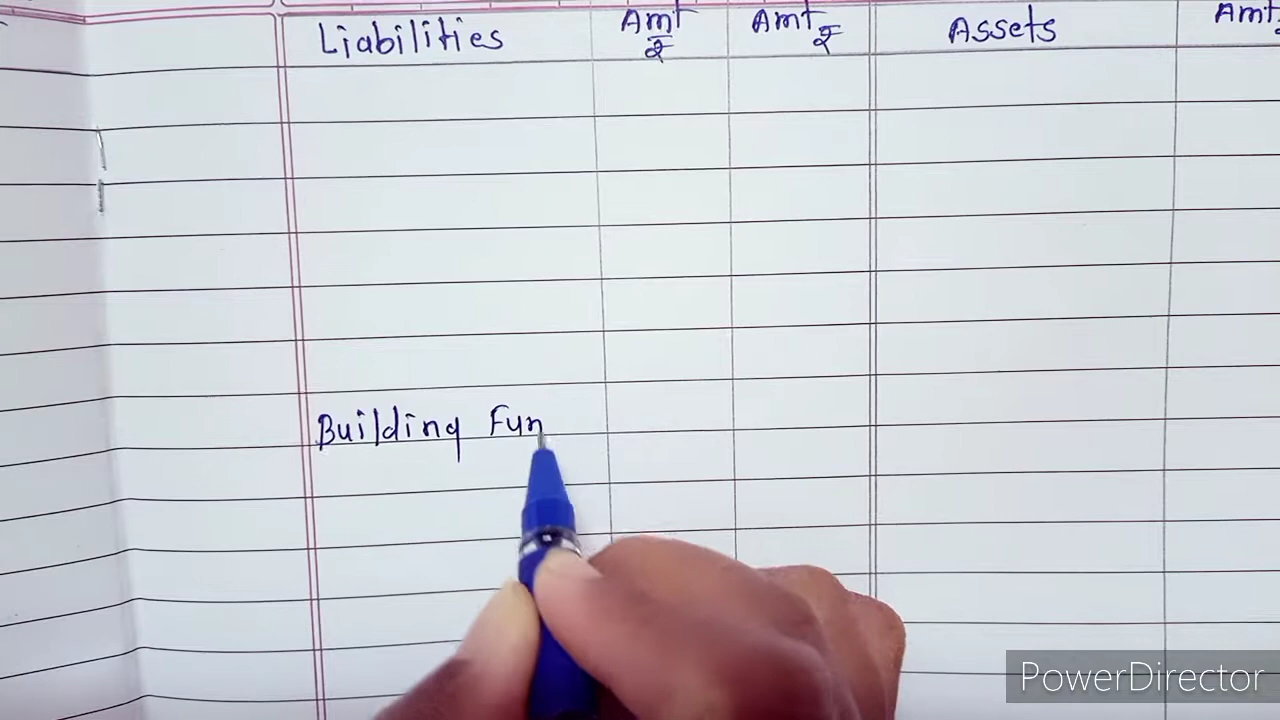 Liabilities Amt ₹ Amt ₹ Assets Amt
Building Fun
PowerDirector